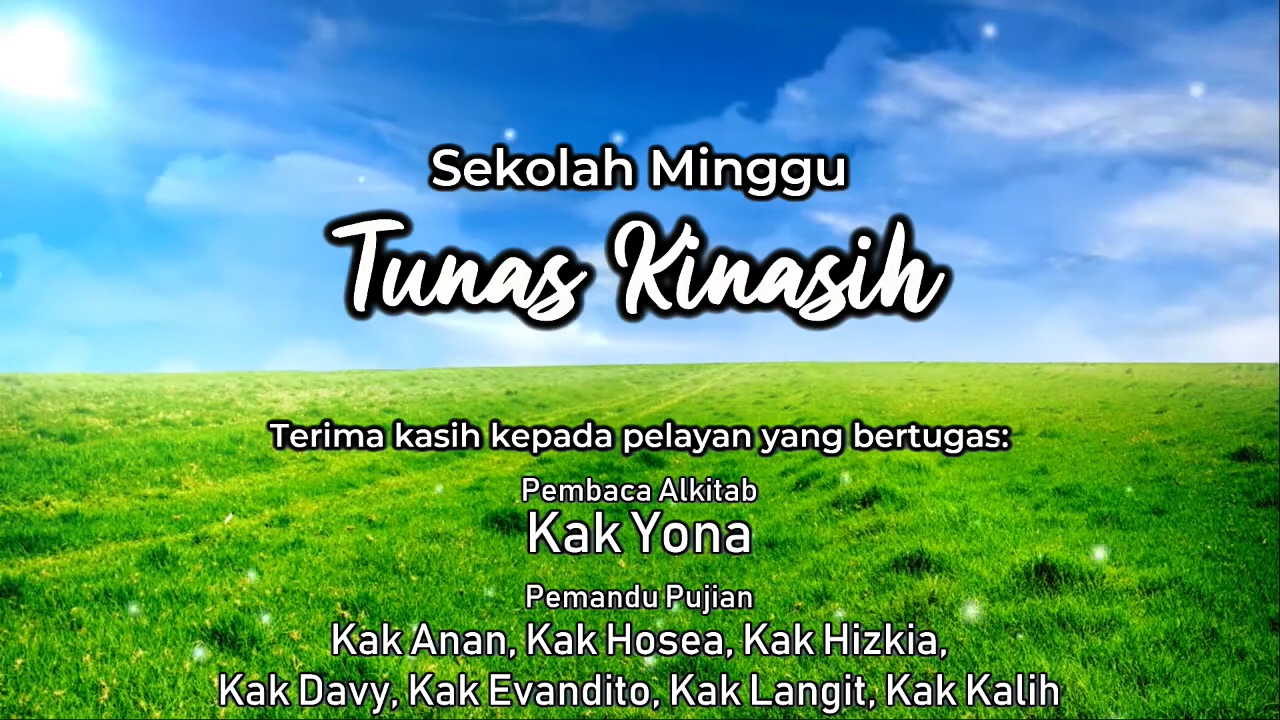 Sekolah Minggu
Tunas Kinasih
Terima kasih kepada pelayan yang bertugas:
Pembaca Alkitab
Kak Yona
Pemandu Pujian
Kak Anan, Kak Hosea, Kak Hizkia,
Kak Davy, Kak Evandito, Kak Langit, Kak Kalih